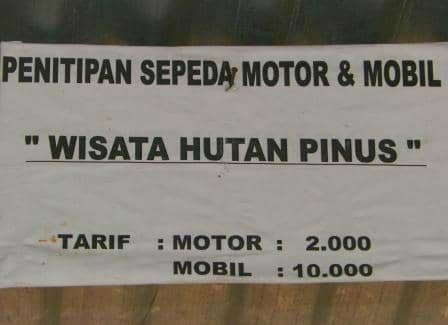 PENITIPAN SEPEDA MOTOR & MOBIL
" WISATA HUTAN PINUS "
TARIF : MOTOR : 2.000
MOBIL : 10.000